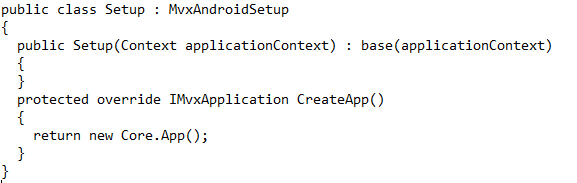 public class Setup : MvxAndroidSetup
{
  public Setup(Context applicationContext) : base(applicationContext)
  {
  }
  protected override IMvxApplication CreateApp()
  {
    return new Core.App();
  }
}